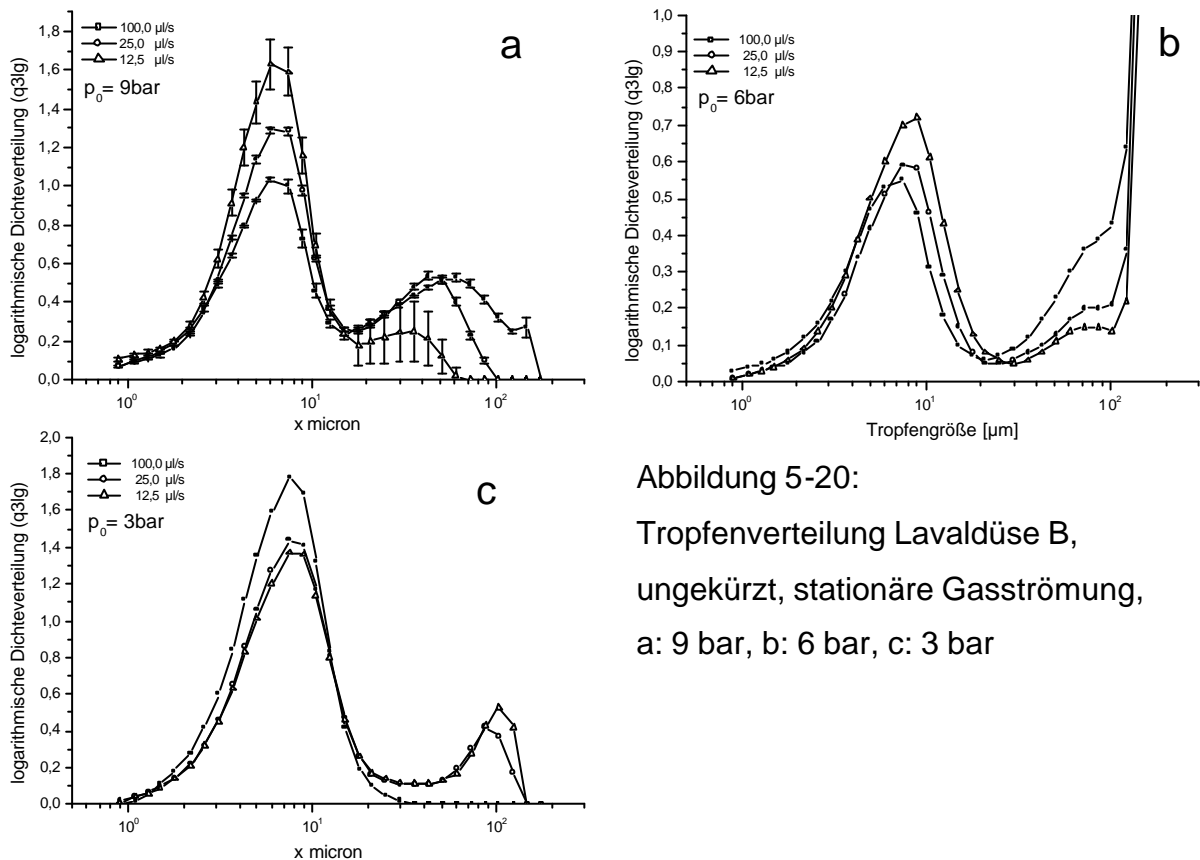 a
100,0 µl/s
25,0 µl/s
12,5 µl/s
p0= 9bar
logarithmische Dichteverteilung (q3lg)
1,8
1,6
1,4
1,2
1,0
0,8
0,6
0,4
0,2
0,0
10^0
10^1
10^2
x micron
b
100,0 µl/s
25,0 µl/s
12,5 µl/s
p0= 6bar
logarithmische Dichteverteilung (q3lg)
1,0
0,9
0,8
0,7
0,6
0,5
0,4
0,3
0,2
0,1
0,0
10^0
10^1
10^2
Tropfengröße [µm]
c
100,0 µl/s
25,0 µl/s
12,5 µl/s
p0= 3bar
logarithmische Dichteverteilung (q3lg)
2,0
1,8
1,6
1,4
1,2
1,0
0,8
0,6
0,4
0,2
0,0
10^0
10^1
10^2
x micron
Abbildung 5-20:
Tropfenverteilung Lavaldüse B,
ungekürzt, stationäre Gasströmung,
a: 9 bar, b: 6 bar, c: 3 bar